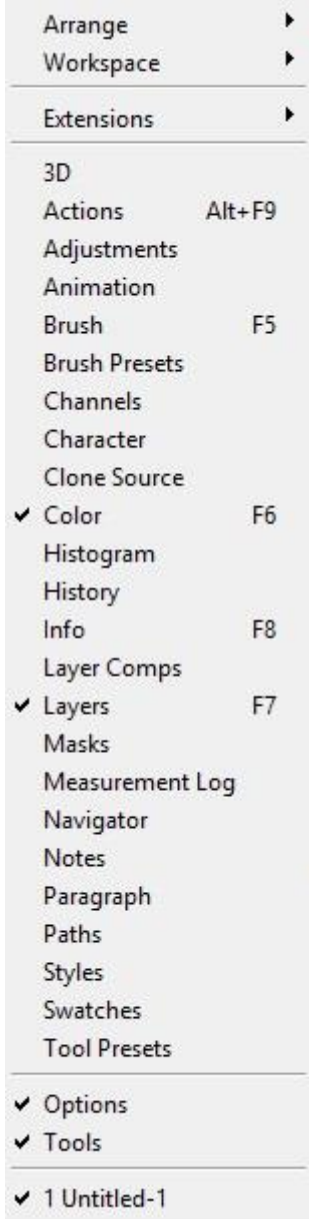 Arrange
Workspace
Extensions
3D
Actions Alt+F9
Adjustments
Animation
Brush F5
Brush Presets
Channels
Character
Clone Source
Color F6
Histogram
History
Info F8
Layer Comps
Layers F7
Masks
Measurement Log
Navigator
Notes
Paragraph
Paths
Styles
Swatches
Tool Presets
Options
Tools
1 Untitled-1